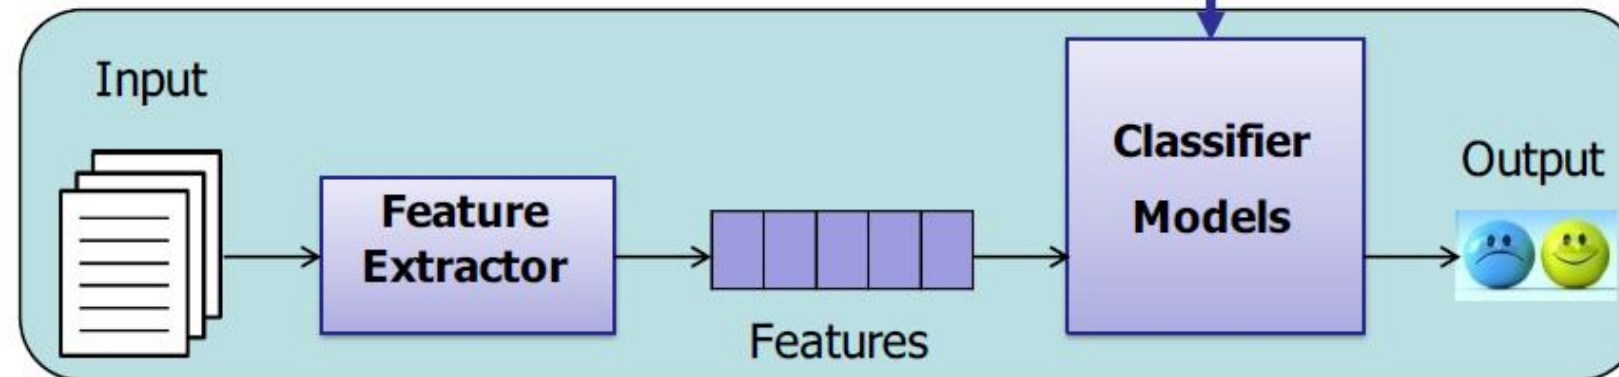 Input
Feature
Extractor
Features
Classifier
Models
Output